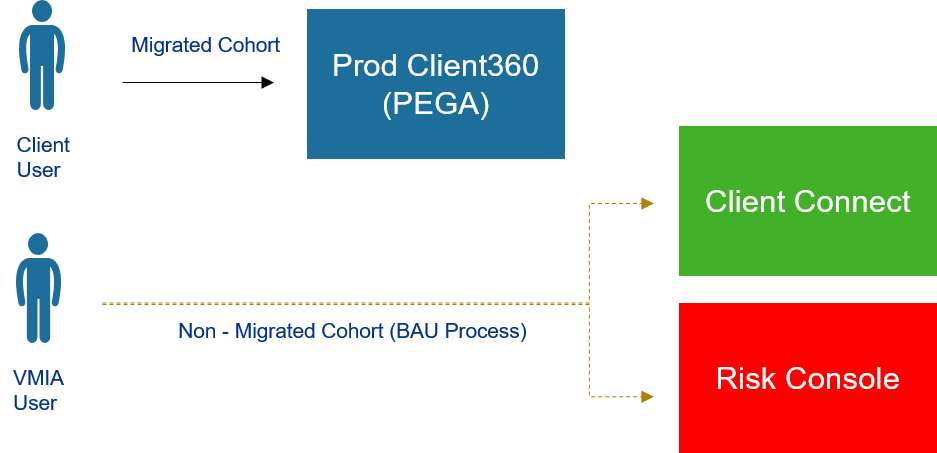 Migrated Cohort
Prod Client360
(PEGA)
Client
User
Client Connect
Non - Migrated Cohort (BAU Process)
VMIA
User
Risk Console